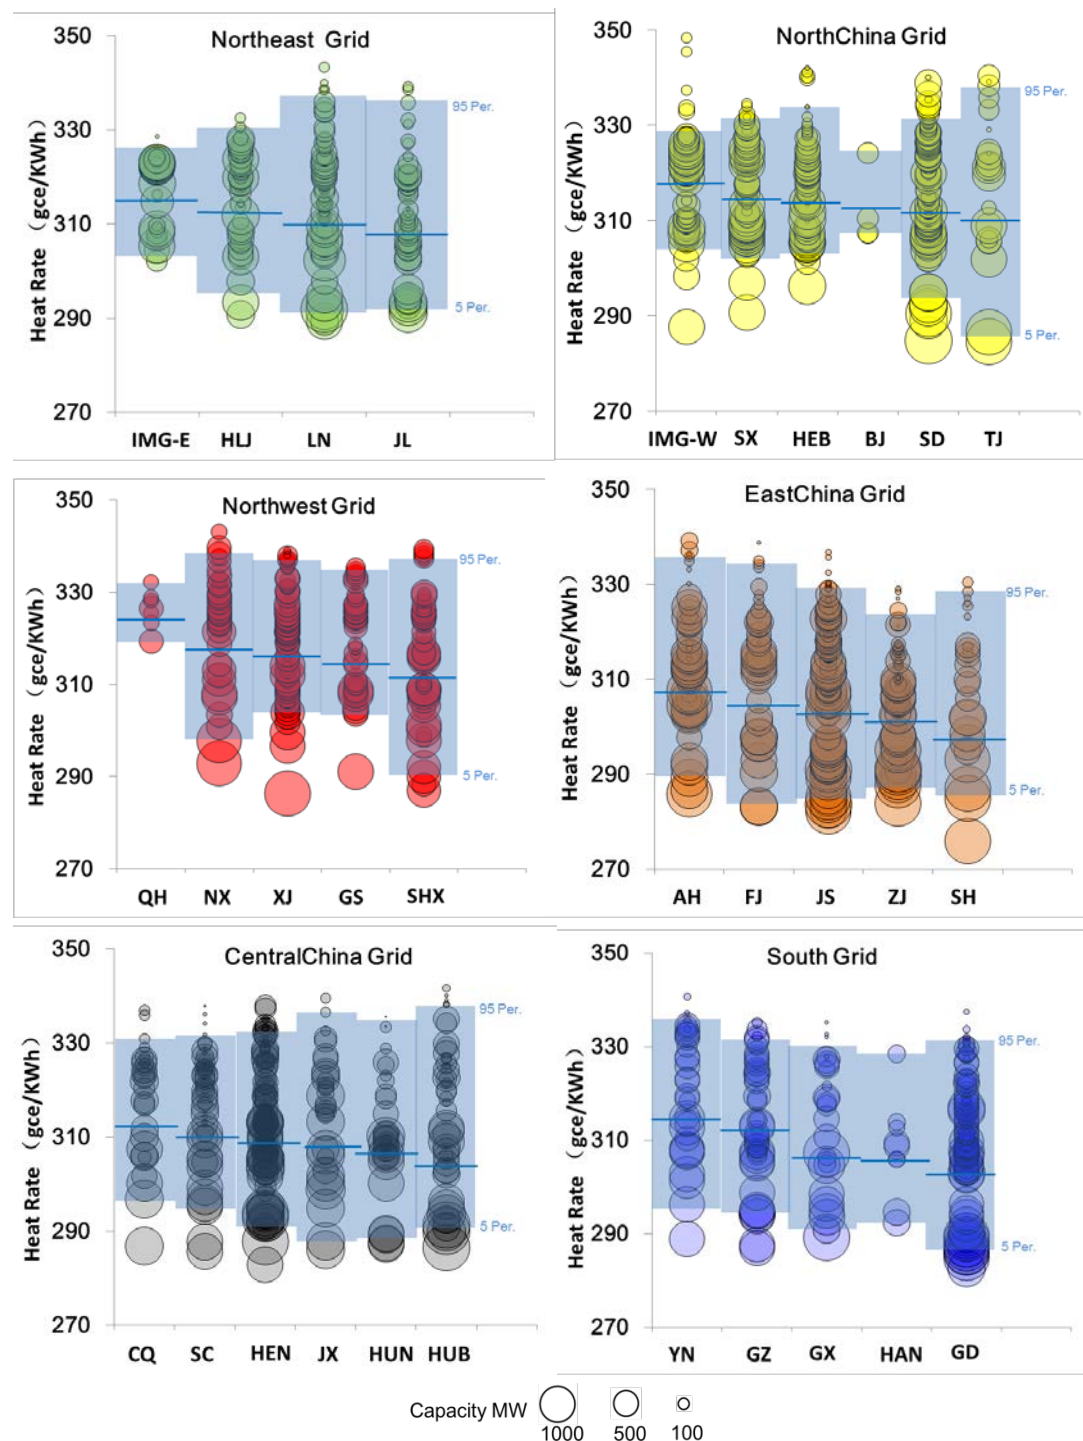 Northeast Grid
350
330
310
290
270
Heat Rate （gce/KWh）
95 Per.
5 Per.
IMG-E HLJ LN JL
NorthChina Grid
350
330
310
290
270
Heat Rate （gce/KWh）
95 Per.
5 Per.
IMG-W SX HEB BJ SD TJ
Northwest Grid
350
330
310
290
270
Heat Rate （gce/KWh）
95 Per.
5 Per.
QH NX XJ GS SHX
EastChina Grid
350
330
310
290
270
Heat Rate （gce/KWh）
95 Per.
5 Per.
AH FJ JS ZJ SH
CentralChina Grid
350
330
310
290
270
Heat Rate （gce/KWh）
95 Per.
5 Per.
CQ SC HEN JX HUN HUB
South Grid
350
330
310
290
270
Heat Rate （gce/KWh）
95 Per.
5 Per.
YN GZ GX HAN GD
Capacity MW
1000 500 100